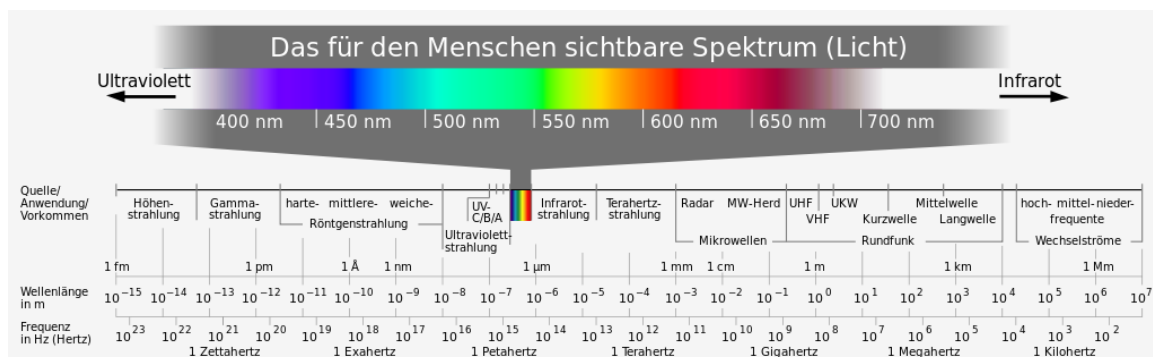 Das für den Menschen sichtbare Spektrum (Licht)
Ultraviolett
Infrarot
400 nm 450 nm 500 nm 550 nm 600 nm 650 nm 700 nm
Quelle/
Anwendung/
Vorkommen
Höhen-
strahlung
Gamma-
strahlung
harte- mittlere- weiche-
Röntgenstrahlung
UV-
C/B/A
Ultraviolett-
strahlung
Infrarot-
strahlung
Terahertz-
strahlung
Radar MW-Herd
Mikrowellen
UHF UKW Mittelwelle
VHF Kurzwelle Langwelle
Rundfunk
hoch- mittel- nieder-
frequente
Wechselströme
1 fm 1 pm 1 Å 1 nm 1 µm 1 mm 1 cm 1 m 1 km 1 Mm
Wellenlänge
in m
10⁻¹⁵ 10⁻¹⁴ 10⁻¹³ 10⁻¹² 10⁻¹¹ 10⁻¹⁰ 10⁻⁹ 10⁻⁸ 10⁻⁷ 10⁻⁶ 10⁻⁵ 10⁻⁴ 10⁻³ 10⁻² 10⁻¹ 10⁰ 10¹ 10² 10³ 10⁴ 10⁵ 10⁶ 10⁷
Frequenz
in Hz (Hertz)
10²³ 10²² 10²¹ 10²⁰ 10¹⁹ 10¹⁸ 10¹⁷ 10¹⁶ 10¹⁵ 10¹⁴ 10¹³ 10¹² 10¹¹ 10¹⁰ 10⁹ 10⁸ 10⁷ 10⁶ 10⁵ 10⁴ 10³ 10²
1 Zettahertz 1 Exahertz 1 Petahertz 1 Terahertz 1 Gigahertz 1 Megahertz 1 Kilohertz